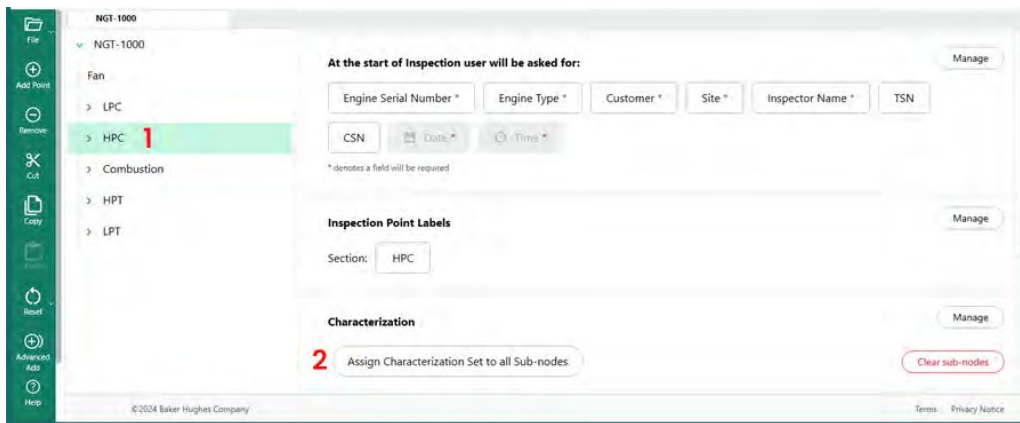 File
Add Point
Remove
Cut
Copy
Reset
Advanced
Add
Help
NGT-1000
NGT-1000
Fan
LPC
HPC 1
Combustion
HPT
LPT
At the start of Inspection user will be asked for:
Manage
Engine Serial Number * Engine Type * Customer * Site * Inspector Name * TSN
CSN Date * Time *
* denotes a field will be required
Inspection Point Labels
Manage
Section: HPC
Characterization
Manage
2 Assign Characterization Set to all Sub-nodes
Clear sub-nodes
©2024 Baker Hughes Company
Terms Privacy Notice